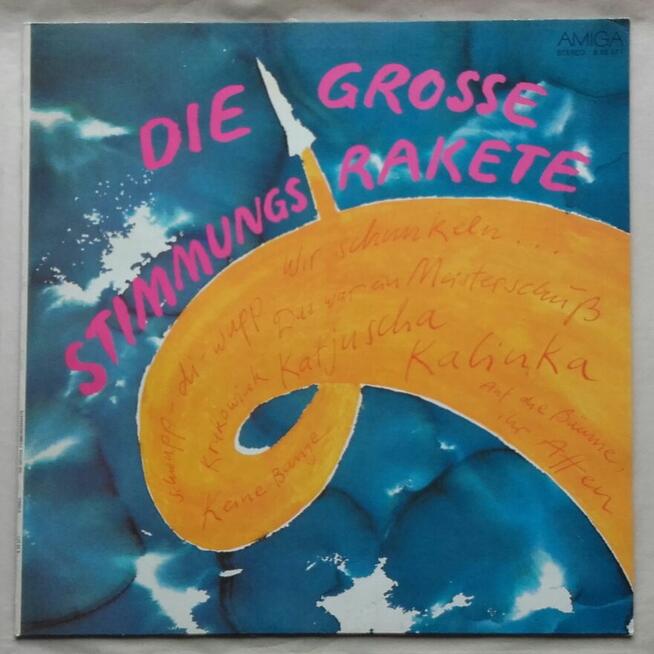 AMIGA
STEREO
DIE GROSSE
STIMMUNGS RAKETE
Wir schunkeln...
Das war ein Meisterschuß
Schwupp-di-wupp
Katjuscha
Kalinka
Krakowiak
Keine Bange
Auf die Bäume,
ihr Affen